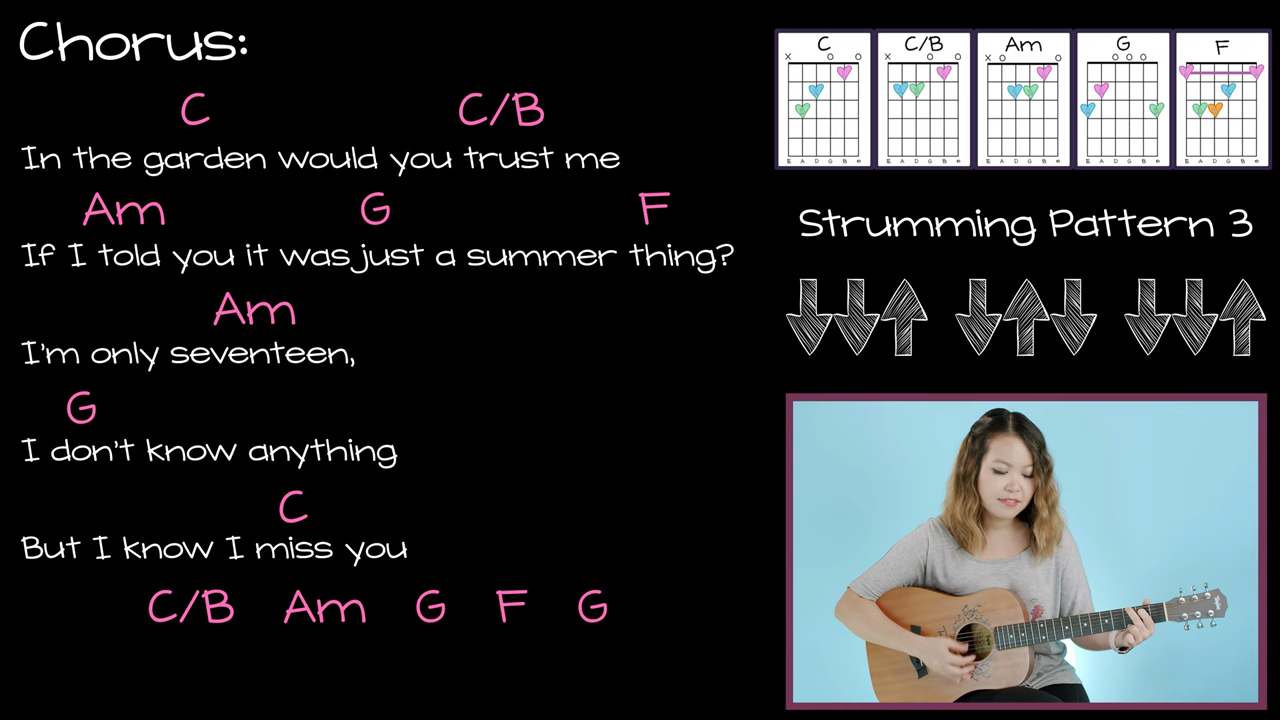 Chorus:
C C/B
In the garden would you trust me
Am G F
If I told you it was just a summer thing?
Am
I'm only seventeen,
G
I don't know anything
C
But I know I miss you
C/B Am G F G
C C/B Am G F
x o o x o o x o o o o o
E A D G B e E A D G B e E A D G B e E A D G B e E A D G B e
Strumming Pattern 3